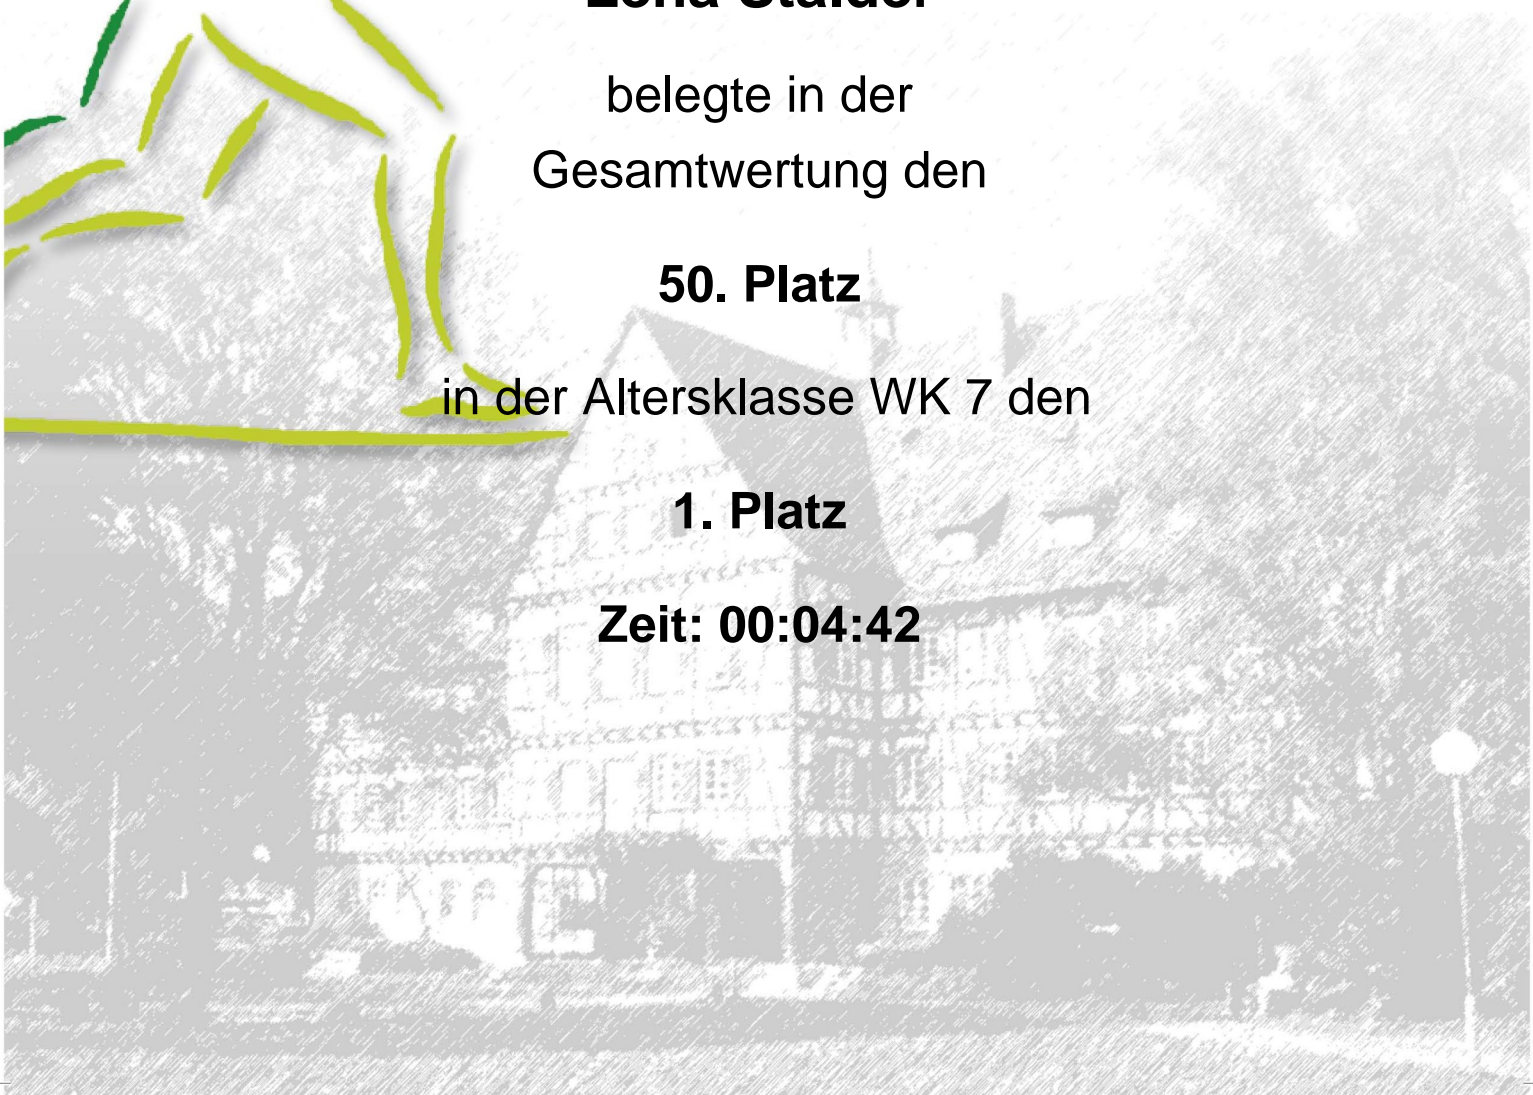 belegte in der
Gesamtwertung den
50. Platz
in der Altersklasse WK 7 den
1. Platz
Zeit: 00:04:42